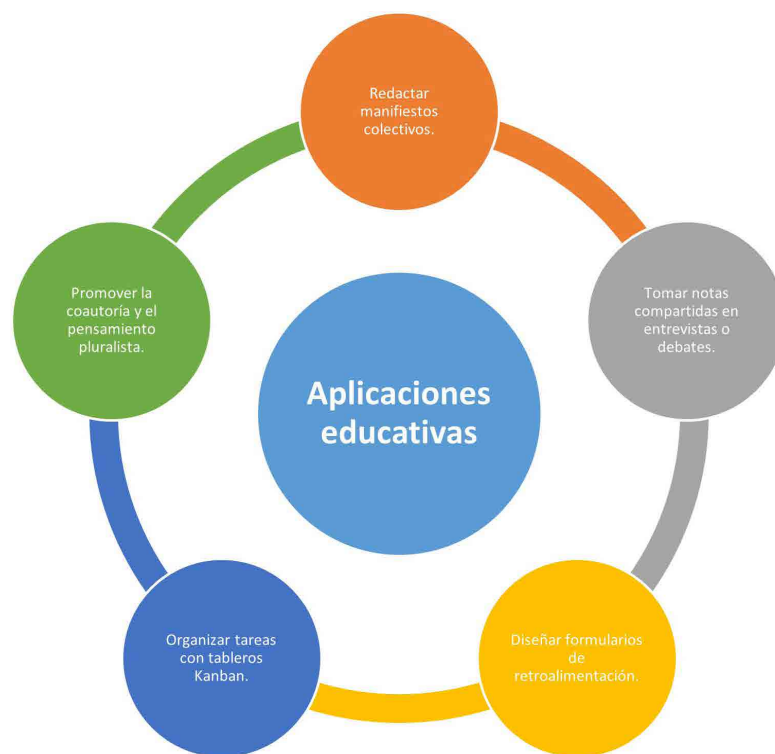 Redactar
manifiestos
colectivos.
Promover la
coautoría y el
pensamiento
pluralista.
Tomar notas
compartidas en
entrevistas o
debates.
Aplicaciones
educativas
Organizar tareas
con tableros
Kanban.
Diseñar formularios
de
retroalimentación.